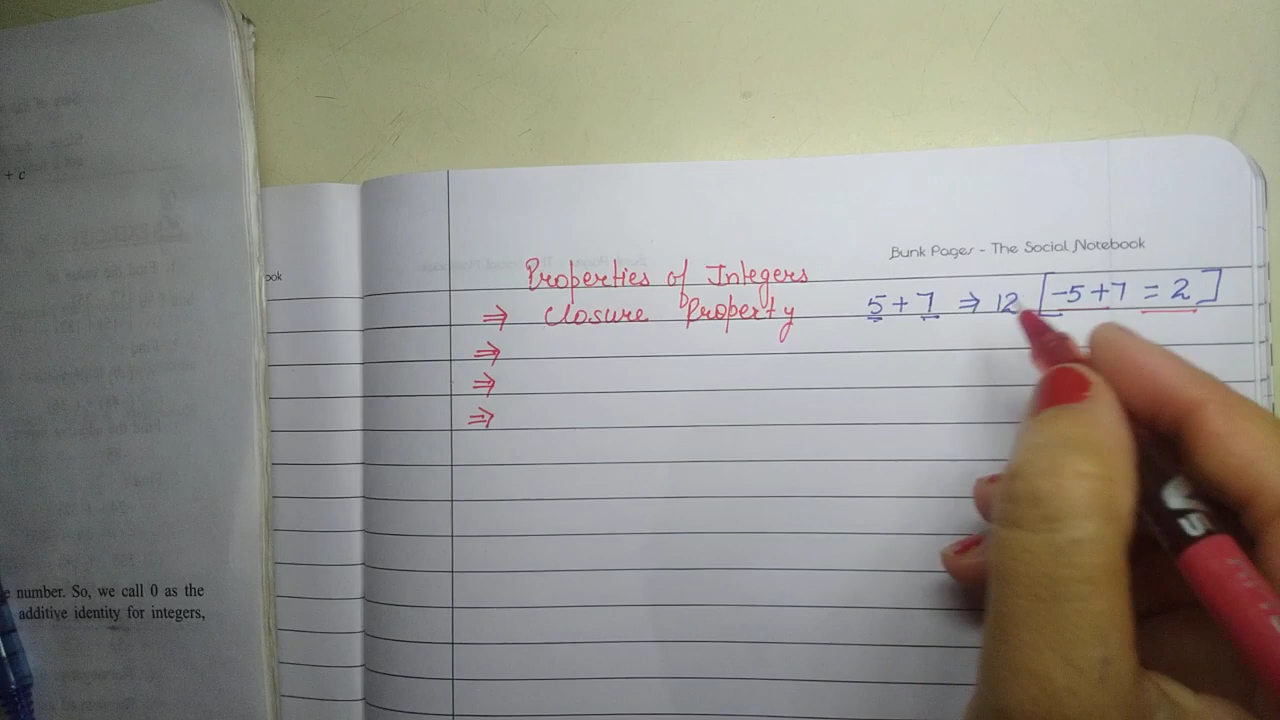 + c
ook
number. So, we call 0 as the
additive identity for integers,
Bunk Pages - The Social Notebook
Properties of Integers
⇒ Closure Property 5 + 7 ⇒ 12 [-5 + 7 = 2]
⇒
⇒
⇒